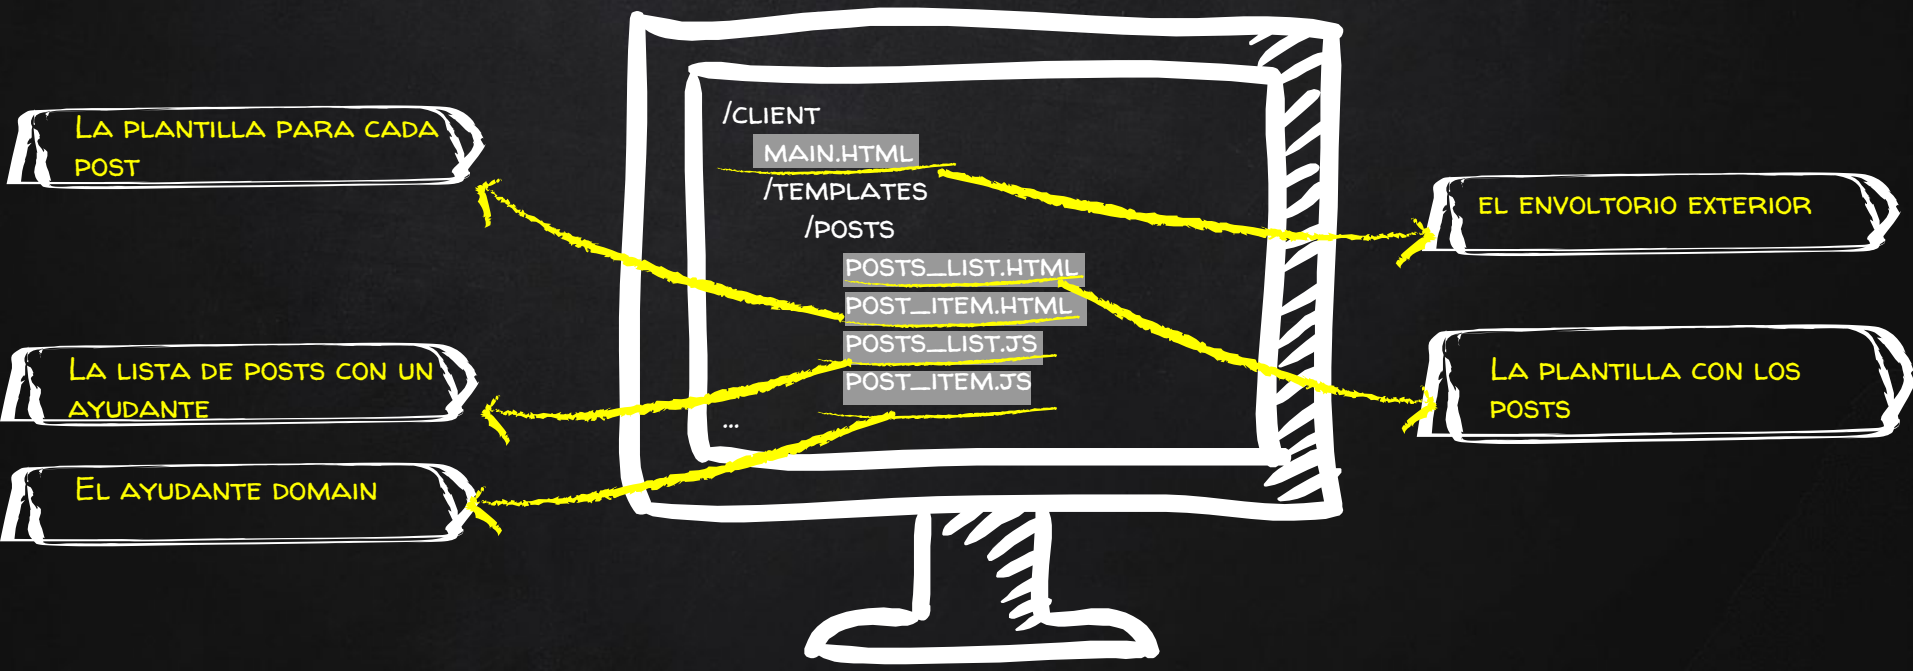 La plantilla para cada
post
La lista de posts con un
ayudante
El ayudante domain
/client
main.html
/templates
/posts
posts_list.html
post_item.html
posts_list.js
post_item.js
...
el envoltorio exterior
La plantilla con los
posts